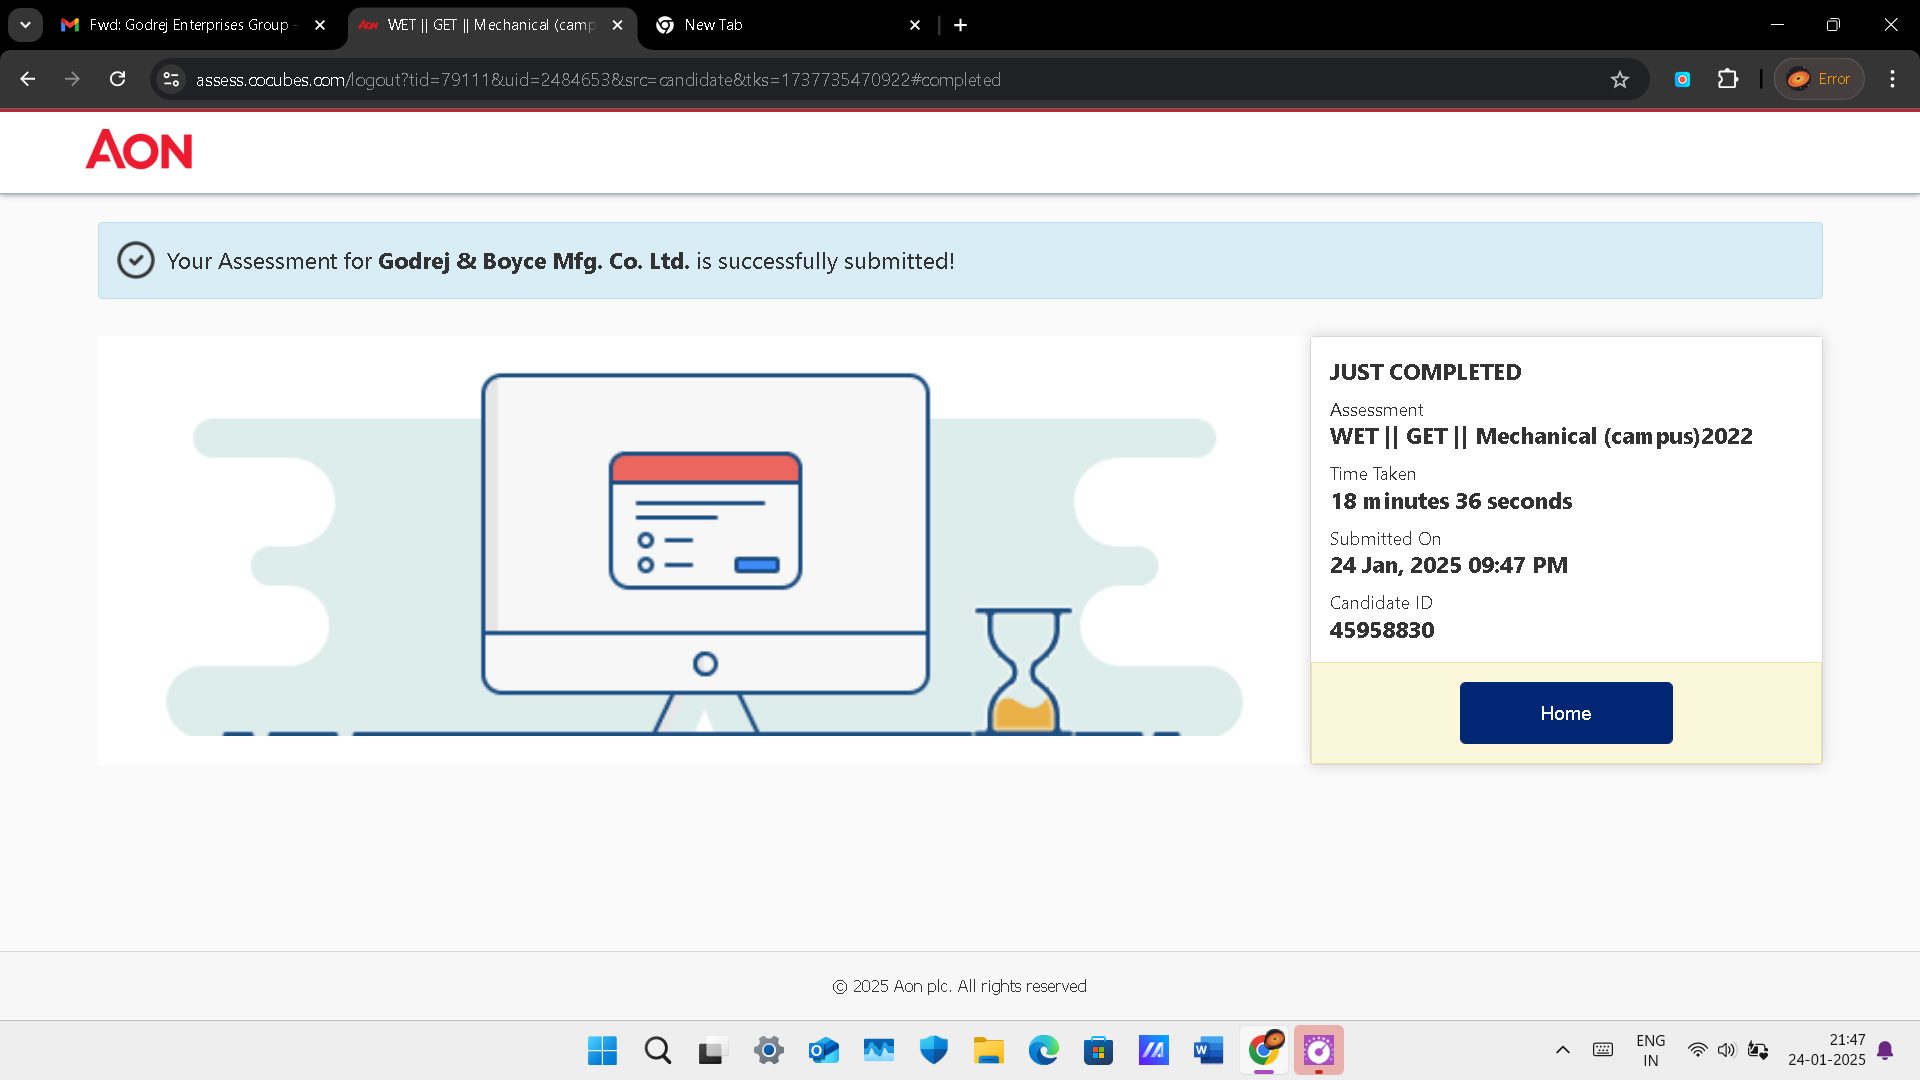 Fwd: Godrej Enterprises Group -
WET || GET || Mechanical (camp
New Tab
assess.cocubes.com/logout?tid=79111&uid=2484653&src=candidate&tks=1737735470922#completed
Error
AON
Your Assessment for Godrej & Boyce Mfg. Co. Ltd. is successfully submitted!
JUST COMPLETED
Assessment
WET || GET || Mechanical (campus)2022
Time Taken
18 minutes 36 seconds
Submitted On
24 Jan, 2025 09:47 PM
Candidate ID
45958830
Home
© 2025 Aon plc. All rights reserved
ENG
IN
21:47
24-01-2025